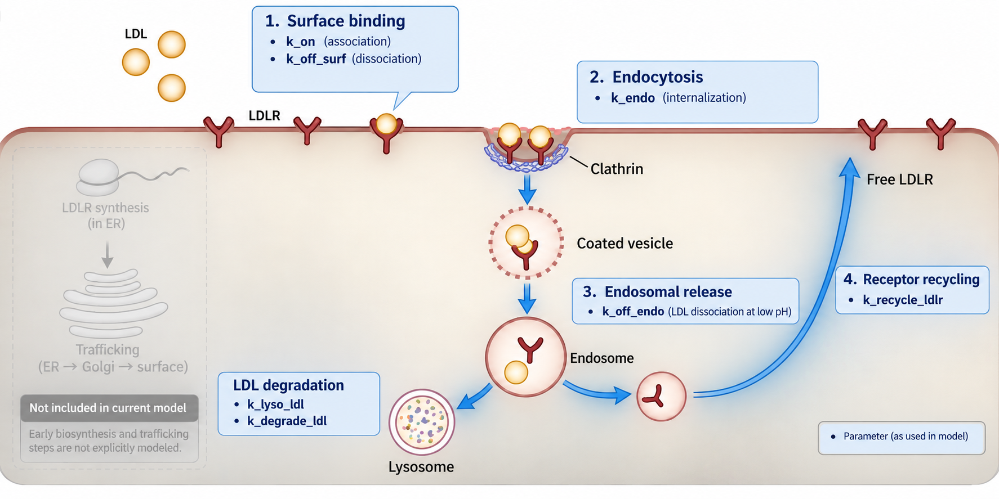 LDL
1. Surface binding
• k_on (association)
• k_off_surf (dissociation)
2. Endocytosis
• k_endo (internalization)
LDLR
Clathrin
Free LDLR
LDLR synthesis
(in ER)
Coated vesicle
4. Receptor recycling
• k_recycle_ldlr
3. Endosomal release
• k_off_endo (LDL dissociation at low pH)
Trafficking
(ER → Golgi → surface)
Endosome
LDL degradation
• k_lyso_ldl
• k_degrade_ldl
Not included in current model
Early biosynthesis and trafficking
steps are not explicitly modeled.
• Parameter (as used in model)
Lysosome